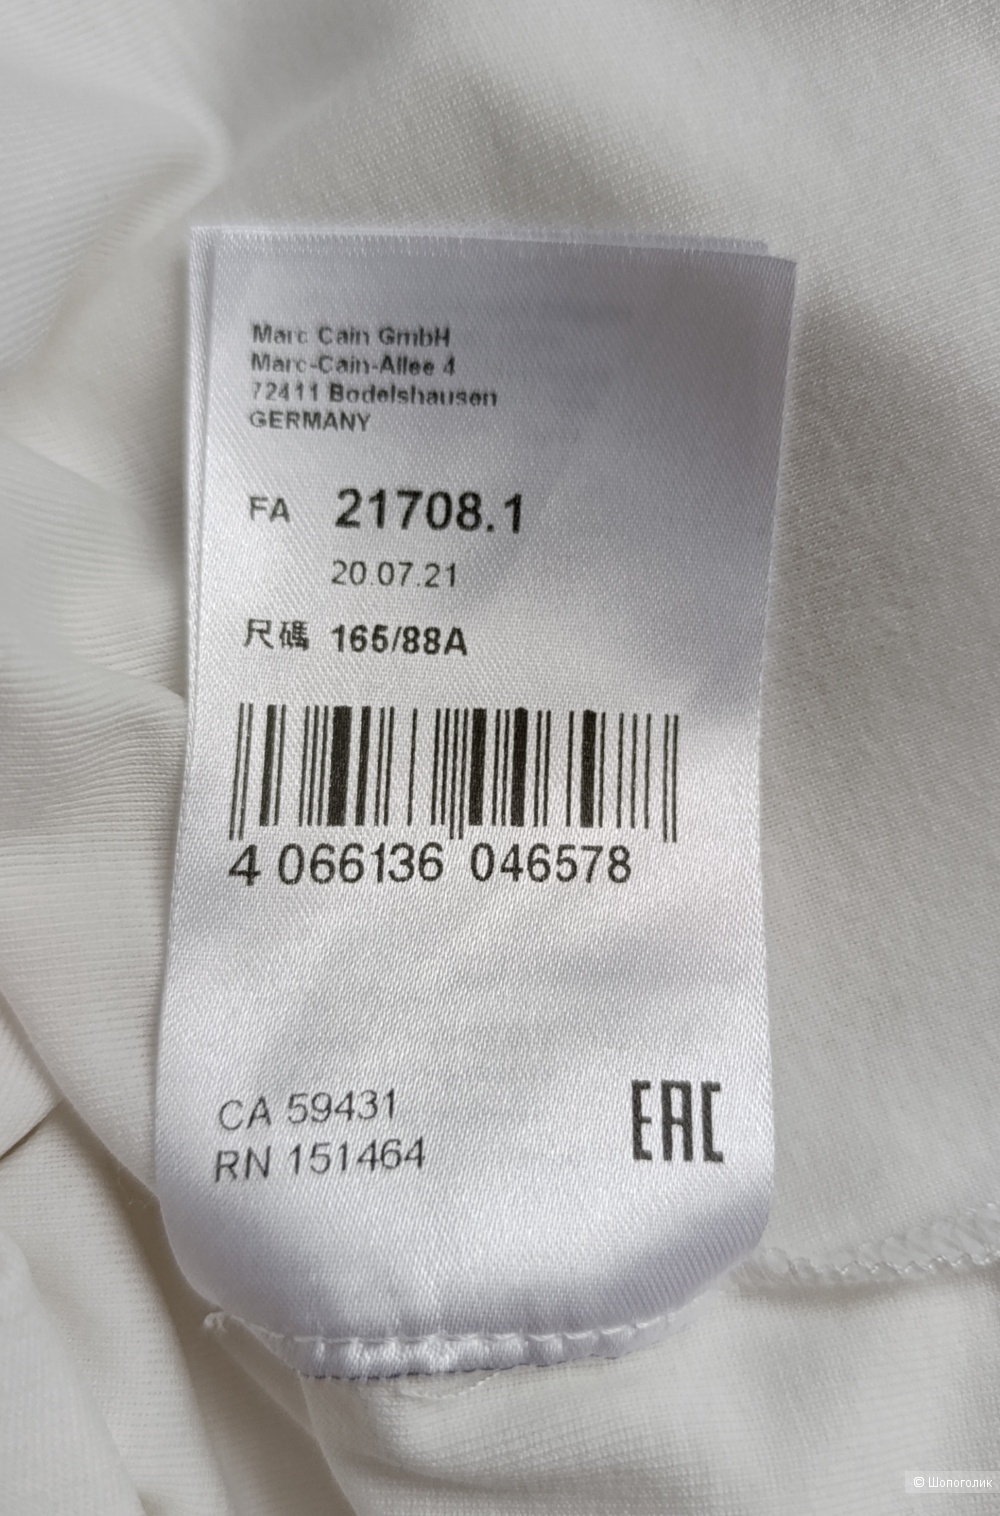 Marc Cain GmbH
Marc-Cain-Allee 4
72411 Bodelshausen
GERMANY
FA 21708.1
20.07.21
尺碼 165/88A
4 066136 046578
CA 59431
RN 151464
EAC
© Шопоголик